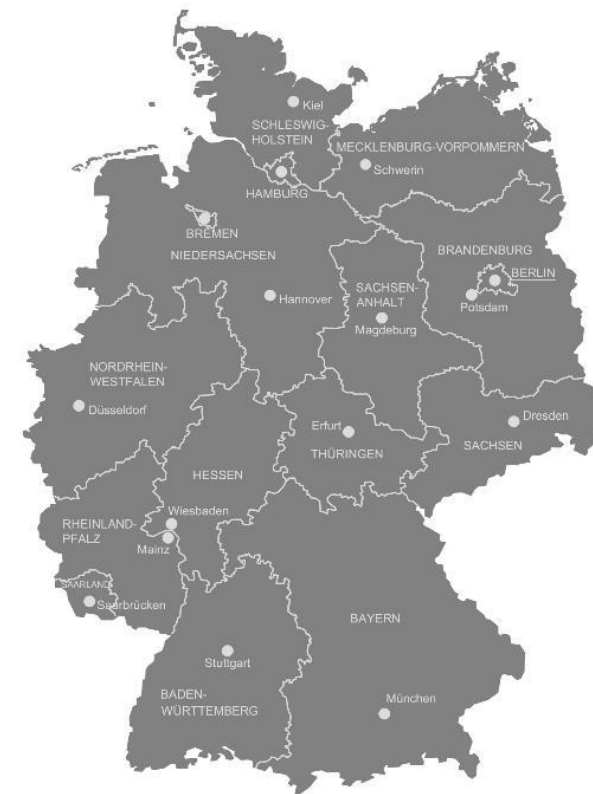 Kiel
SCHLESWIG-
HOLSTEIN
MECKLENBURG-VORPOMMERN
Schwerin
HAMBURG
BREMEN
NIEDERSACHSEN
BRANDENBURG
BERLIN
Potsdam
SACHSEN-
ANHALT
Magdeburg
Hannover
NORDRHEIN-
WESTFALEN
Düsseldorf
Erfurt
THÜRINGEN
Dresden
SACHSEN
HESSEN
Wiesbaden
RHEINLAND-
PFALZ
Mainz
SAARLAND
Saarbrücken
BAYERN
Stuttgart
BADEN-
WÜRTTEMBERG
München